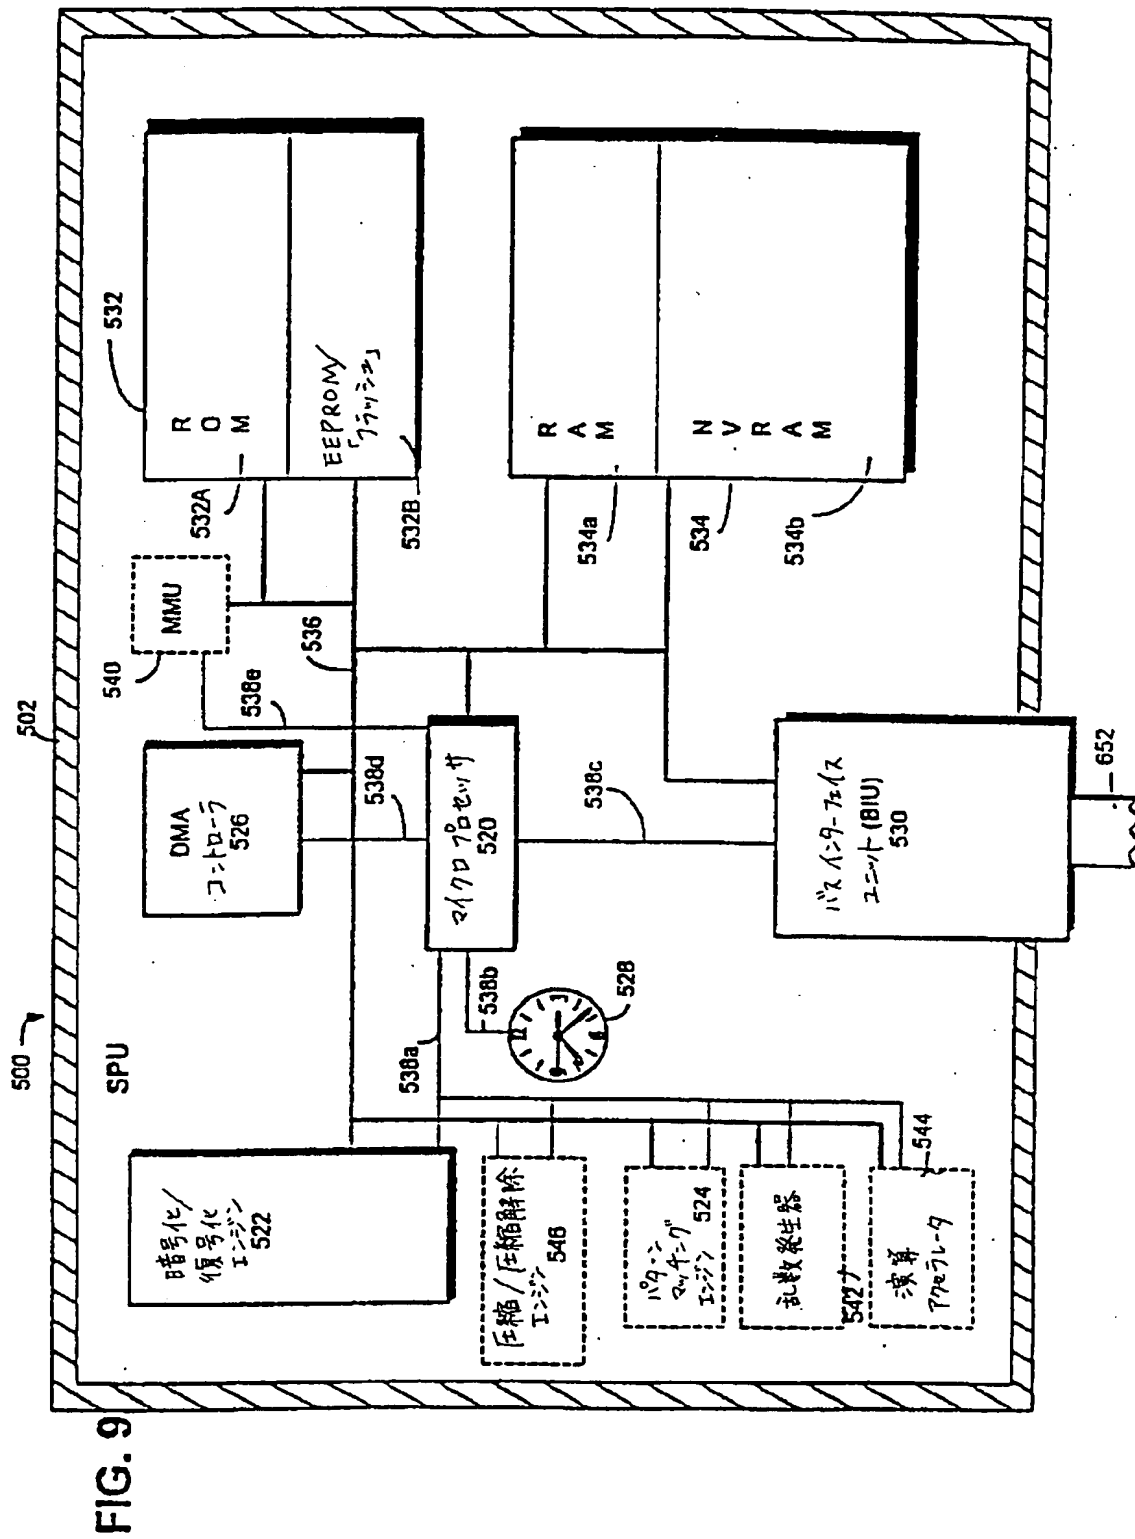 FIG. 9
500
502
SPU
暗号化/
復号化
エンジン
522
DMA
コントローラ
526
540
MMU
532
R
O
M
532A
EEPROM/
「フラッシュ」
532B
538e
536
538d
圧縮/圧縮解除
エンジン
546
538a
538b
528
マイクロプロセッサ
520
R
A
M
534a
534
N
V
R
A
M
534b
パターン
マッチング
エンジン
524
538c
乱数発生器
542
演算
アクセラレータ
544
バスインターフェイス
ユニット(BIU)
530
652